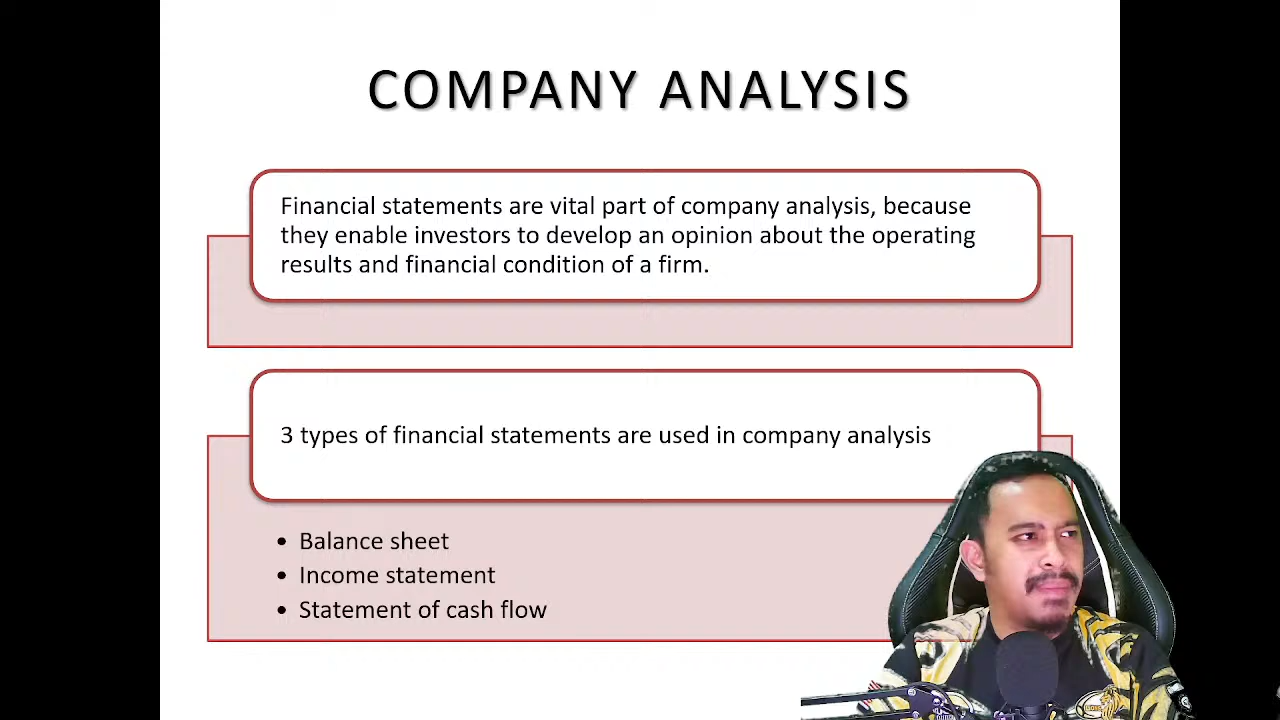 COMPANY ANALYSIS
Financial statements are vital part of company analysis, because
they enable investors to develop an opinion about the operating
results and financial condition of a firm.
3 types of financial statements are used in company analysis
• Balance sheet
• Income statement
• Statement of cash flow